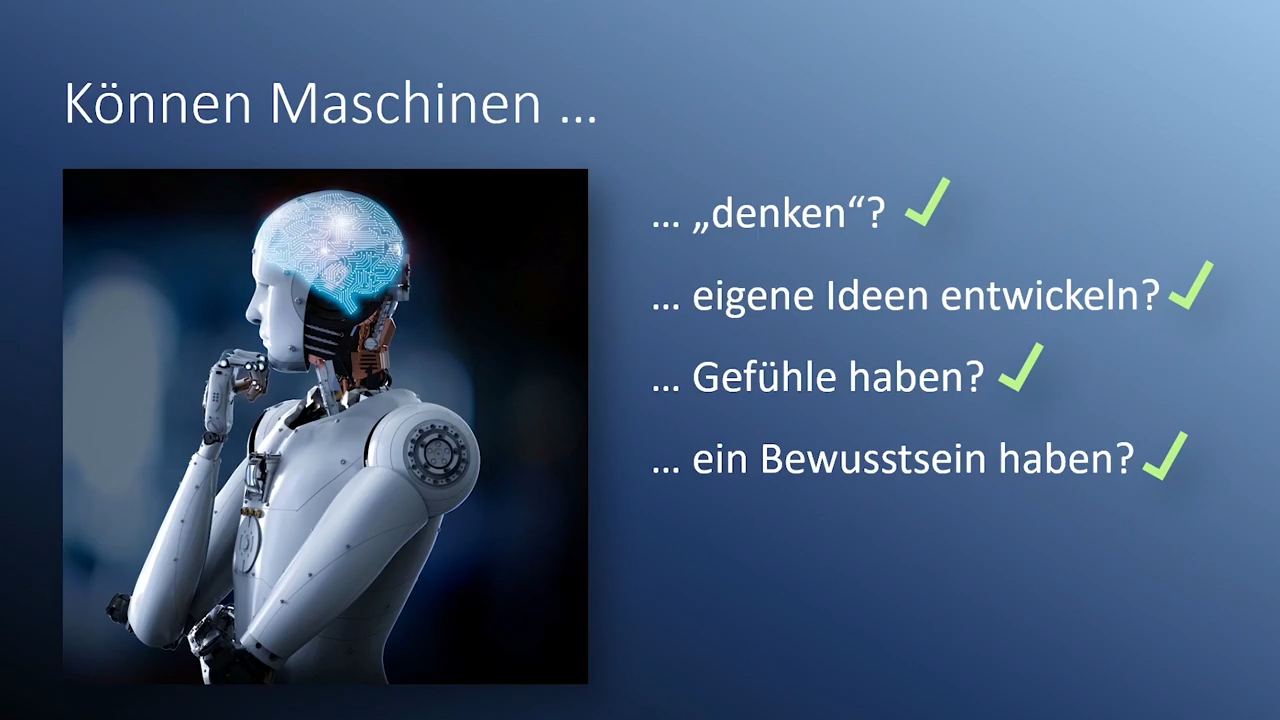 Können Maschinen ...
... „denken“?
... eigene Ideen entwickeln?
... Gefühle haben?
... ein Bewusstsein haben?